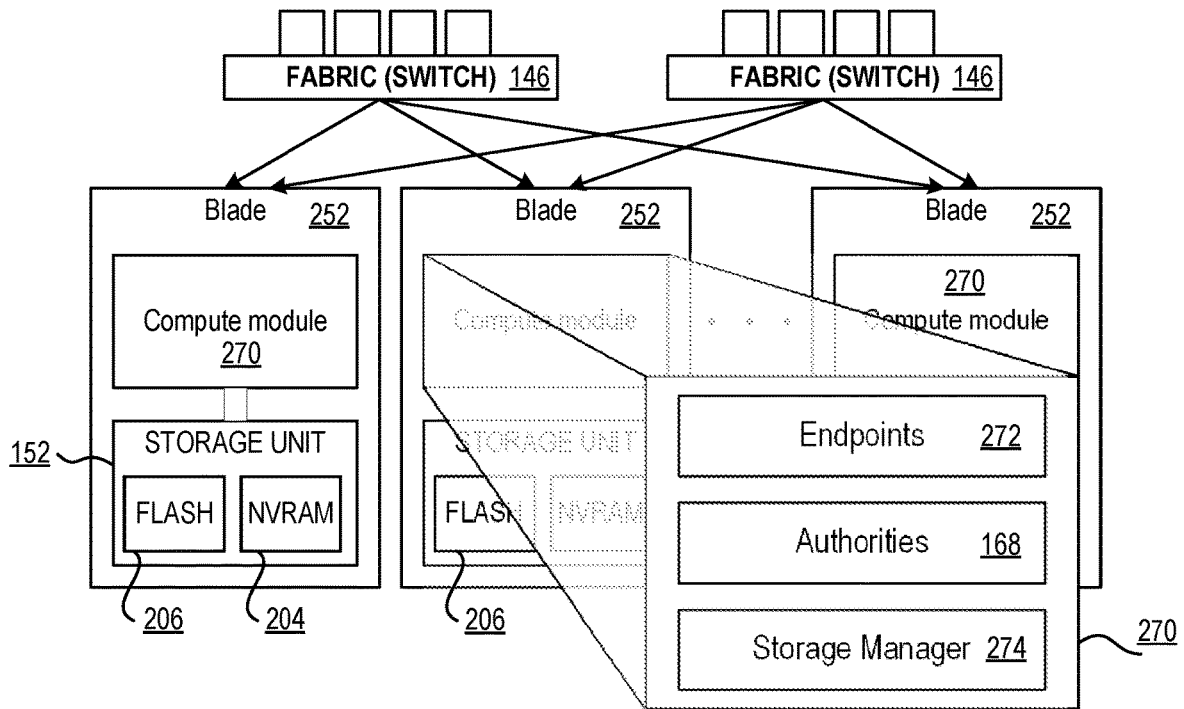 FABRIC (SWITCH) 146
FABRIC (SWITCH) 146
Blade 252
Blade 252
Blade 252
Compute module
270
Compute module
. . .
270
Compute module
152
STORAGE UNIT
FLASH NVRAM
STORAGE UNIT
FLASH NVRAM
206 204
206
Endpoints 272
Authorities 168
Storage Manager 274
270